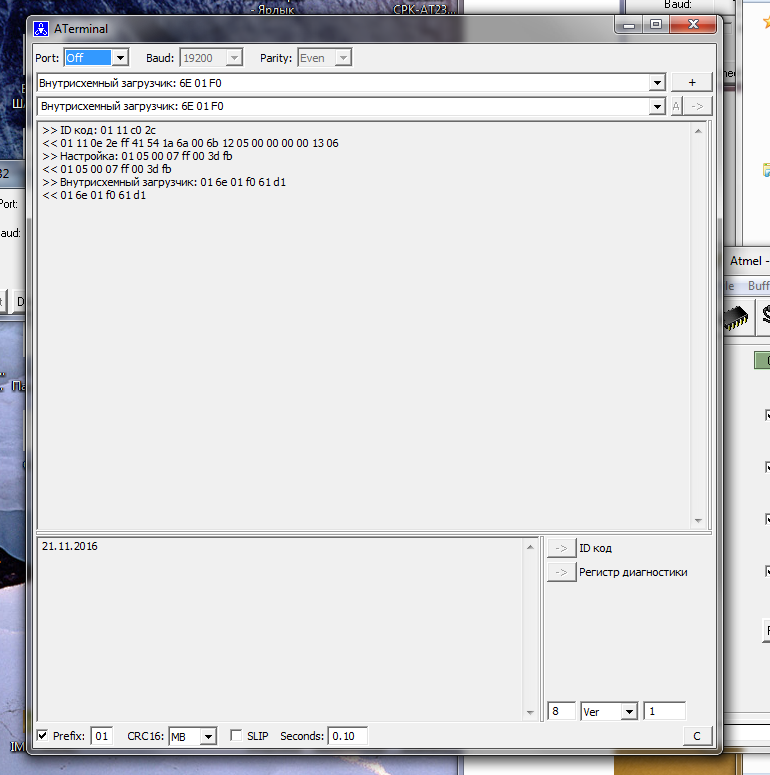 - Ярлык
СРК-АТ23...
Baud:
ATerminal
Port: Off Baud: 19200 Parity: Even
Внутрисхемный загрузчик: 6E 01 F0 +
Внутрисхемный загрузчик: 6E 01 F0 A ->
>> ID код: 01 11 c0 2c
<< 01 11 0e 2e ff 41 54 1a 6a 00 6b 12 05 00 00 00 00 13 06
>> Настройка: 01 05 00 07 ff 00 3d fb
<< 01 05 00 07 ff 00 3d fb
>> Внутрисхемный загрузчик: 01 6e 01 f0 61 d1
<< 01 6e 01 f0 61 d1
Port:
aud:
Atmel -
le Buff
21.11.2016
-> ID код
-> Регистр диагностики
8 Ver 1
Prefix: 01 CRC16: MB SLIP Seconds: 0.10 C